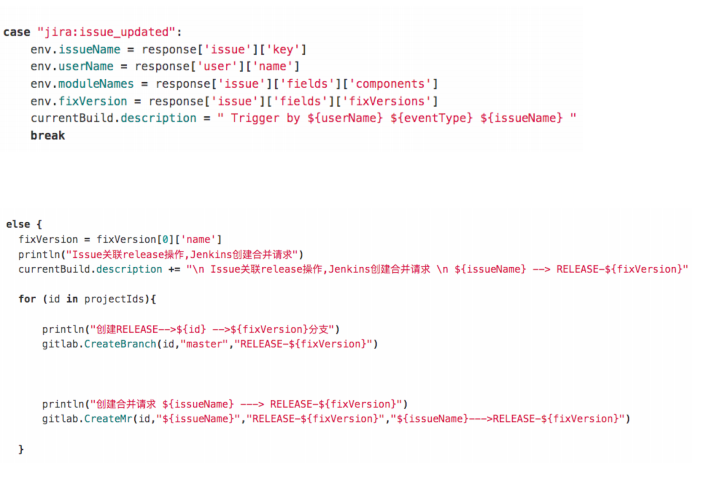 case "jira:issue_updated":
env.issueName = response['issue']['key']
env.userName = response['user']['name']
env.moduleNames = response['issue']['fields']['components']
env.fixVersion = response['issue']['fields']['fixVersions']
currentBuild.description = " Trigger by ${userName} ${eventType} ${issueName} "
break
else {
fixVersion = fixVersion[0]['name']
println("Issue关联release操作,Jenkins创建合并请求")
currentBuild.description += "\n Issue关联release操作,Jenkins创建合并请求 \n ${issueName} --> RELEASE-${fixVersion}"
for (id in projectIds){
println("创建RELEASE-->${id} -->${fixVersion}分支")
gitlab.CreateBranch(id,"master","RELEASE-${fixVersion}")
println("创建合并请求 ${issueName} ---> RELEASE-${fixVersion}")
gitlab.CreateMr(id,"${issueName}","RELEASE-${fixVersion}","${issueName}--->RELEASE-${fixVersion}")
}